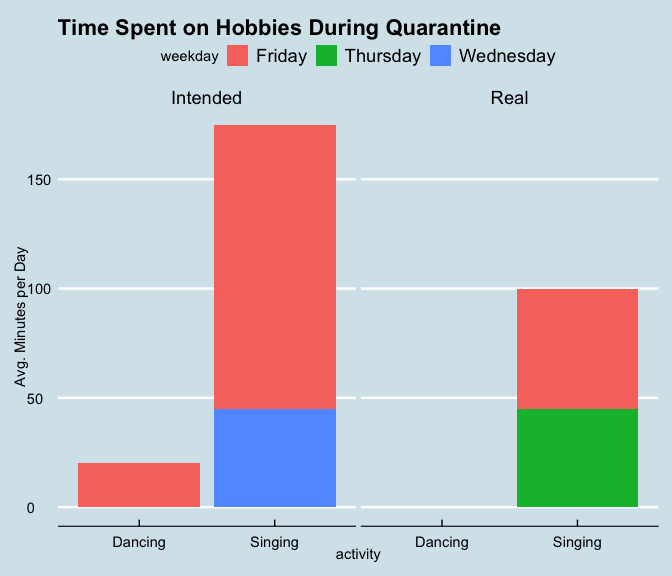 Time Spent on Hobbies During Quarantine
weekday Friday Thursday Wednesday
Intended Real
Avg. Minutes per Day
150
100
50
0
Dancing Singing Dancing Singing
activity